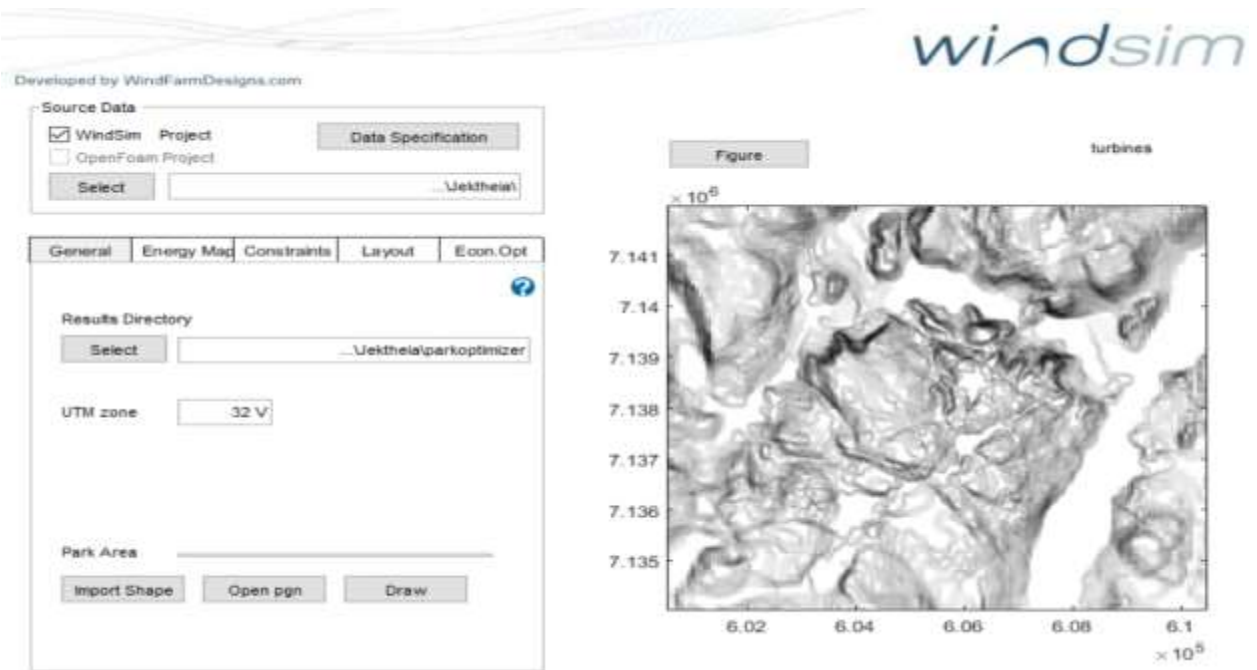 windsim
Developed by WindFarmDesigns.com
Source Data
WindSim Project
Data Specification
OpenFoam Project
Select
...\Jektheia\
General
Energy Map
Constraints
Layout
Econ.Opt
?
Results Directory
Select
...\Jektheia\parkoptimizer
UTM zone
32 V
Park Area
Import Shape
Open pgn
Draw
Figure
turbines
× 10⁶
7.141
7.14
7.139
7.138
7.137
7.136
7.135
6.02 6.04 6.06 6.08 6.1
× 10⁵